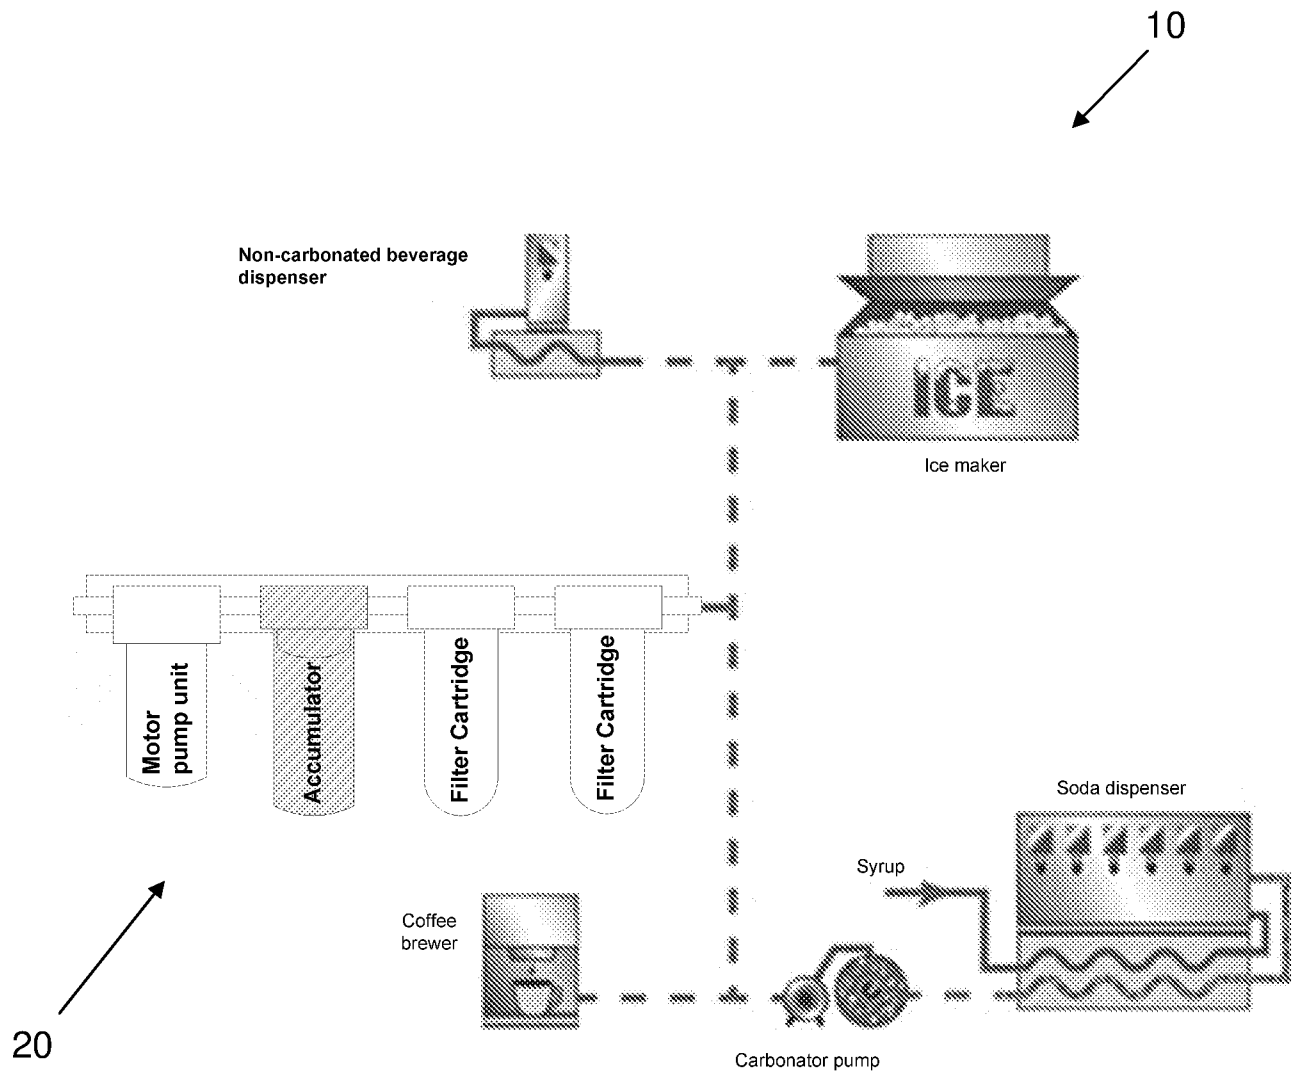 10
Non-carbonated beverage
dispenser
ICE
Ice maker
Motor
pump unit
Accumulator
Filter Cartridge
Filter Cartridge
Soda dispenser
Syrup
Coffee
brewer
20
Carbonator pump